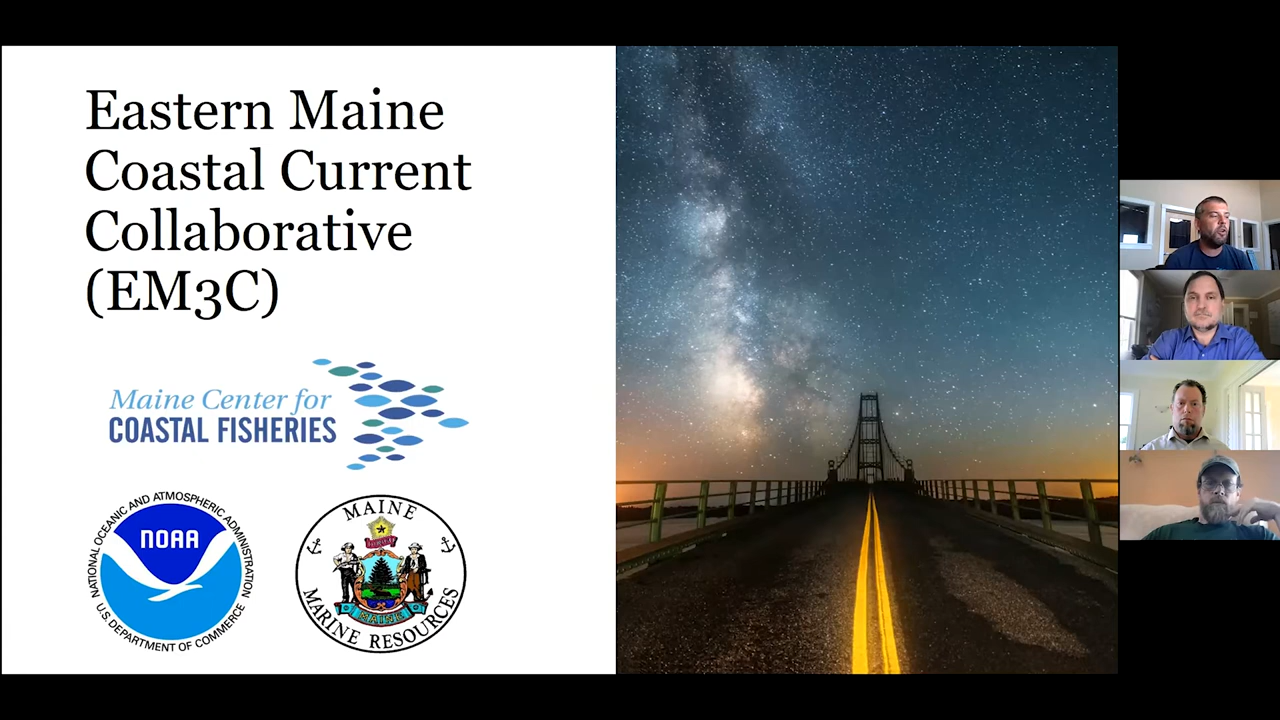 Eastern Maine
Coastal Current
Collaborative
(EM3C)
Maine Center for
COASTAL FISHERIES
NATIONAL OCEANIC AND ATMOSPHERIC ADMINISTRATION
NOAA
U.S. DEPARTMENT OF COMMERCE
MAINE
MAINE
MARINE RESOURCES